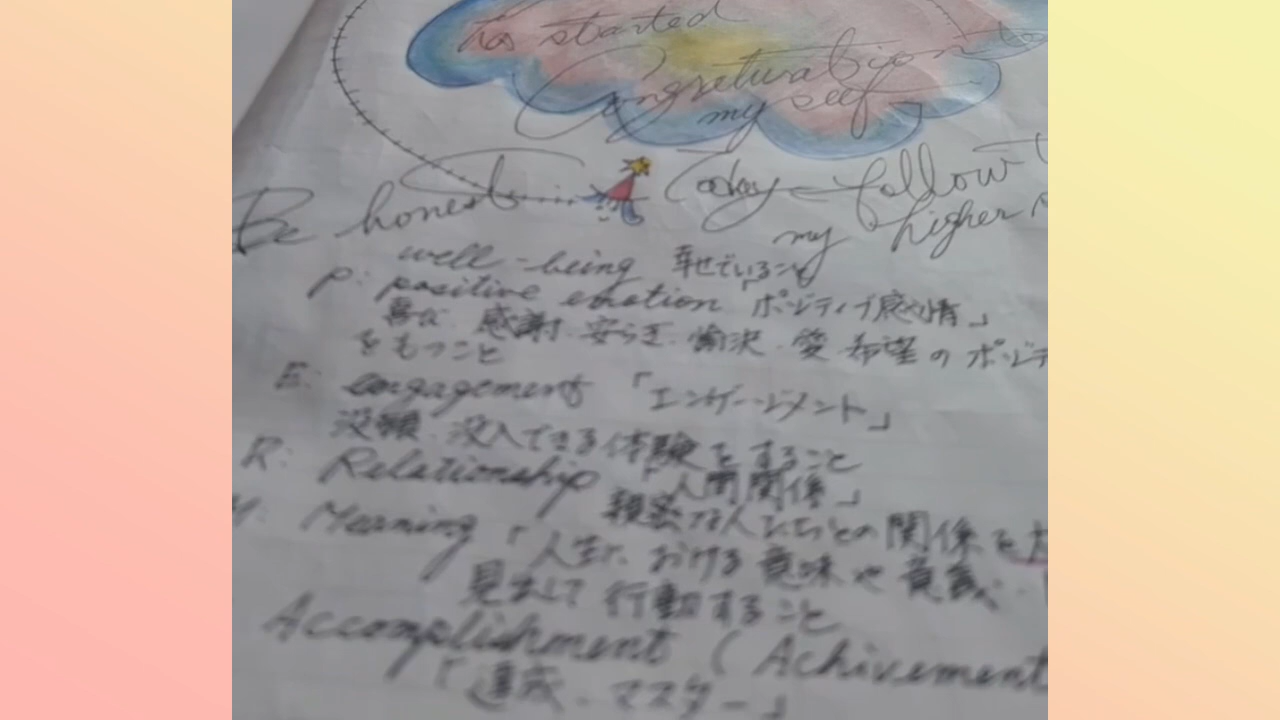 has started
Congraturation to
my seef
Be honest..... Today - follow
my higher
well-being 幸せでいること
P: positive emotion 「ポジティブ感情」
喜び 感謝 安らぎ 愉快 愛 希望 の ポジテ
をもつこと
E: engagement 「エンゲージメント」
没頭 没入できる体験をすること
R: Relationship 「人間関係」
親密な人たちとの関係を
M: Meaning 「人生における意味や意義
見出して行動すること
Accomplishment (Achivement
「達成・マスター」